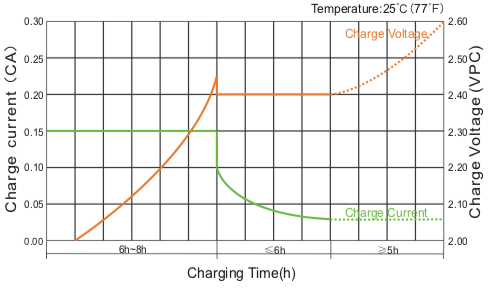 Temperature:25℃(77℉)
0.30
0.25
0.20
0.15
0.10
0.05
0.00
Charge current (CA)
Charge Voltage
Charge Current
2.60
2.50
2.40
2.30
2.20
2.10
2.00
Charge Voltage (VPC)
6h~8h
≤6h
≥5h
Charging Time(h)